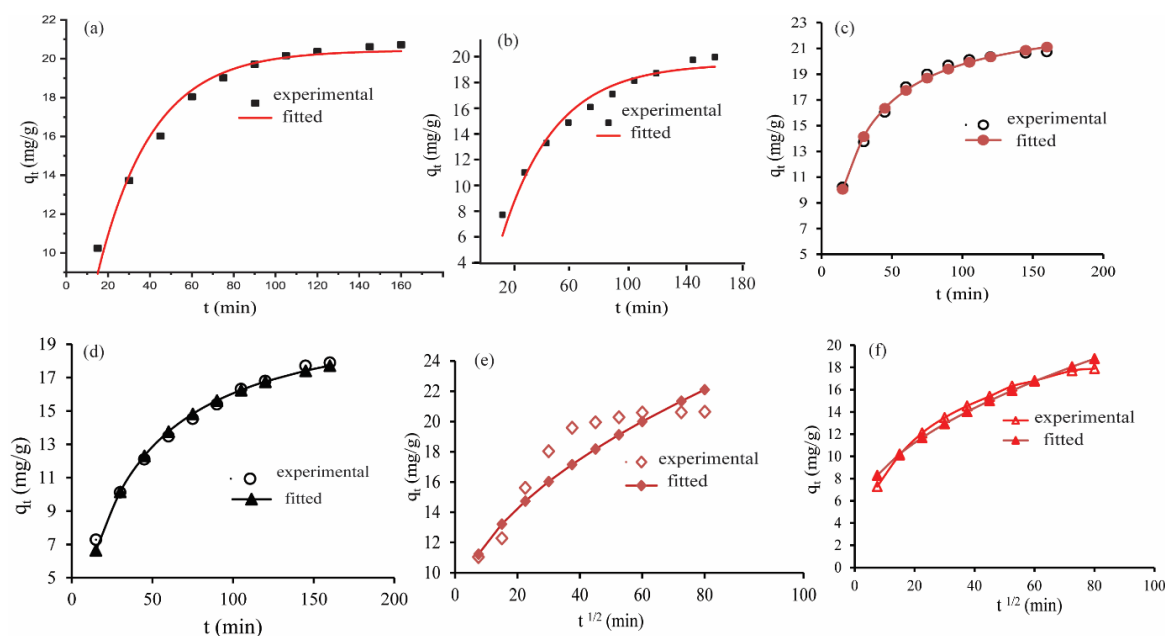 (a)
22
20
18
16
14
12
10
qt (mg/g)
experimental
fitted
0 20 40 60 80 100 120 140 160
t (min)
(b)
20
18
16
14
12
10
8
6
4
qt (mg/g)
experimental
fitted
20 60 100 140 180
t (min)
(c)
23
21
19
17
15
13
11
9
7
5
qt (mg/g)
experimental
fitted
0 50 100 150 200
t (min)
(d)
19
17
15
13
11
9
7
5
qt (mg/g)
experimental
fitted
0 50 100 150 200
t (min)
(e)
24
22
20
18
16
14
12
10
qt (mg/g)
experimental
fitted
0 20 40 60 80 100
t 1/2 (min)
(f)
20
18
16
14
12
10
8
6
4
2
0
qt (mg/g)
experimental
fitted
0 20 40 60 80 100
t 1/2 (min)